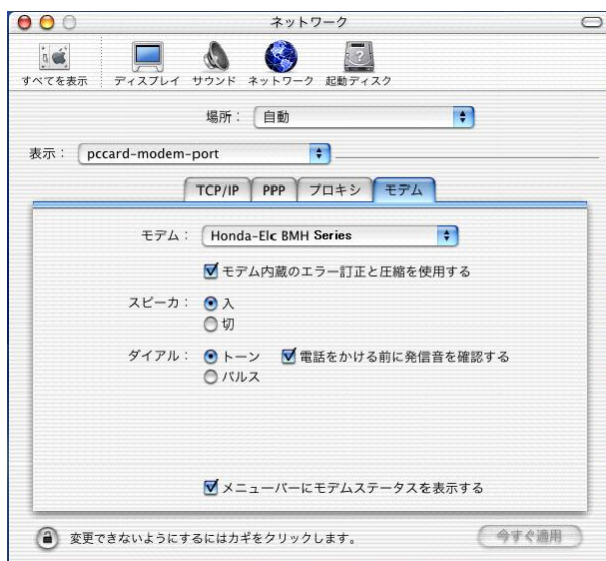 ネットワーク
すべてを表示 ディスプレイ サウンド ネットワーク 起動ディスク
場所： 自動
表示： pccard-modem-port
TCP/IP PPP プロキシ モデム
モデム： Honda-Elc BMH Series
モデム内蔵のエラー訂正と圧縮を使用する
スピーカ： 入
切
ダイアル： トーン 電話をかける前に発信音を確認する
パルス
メニューバーにモデムステータスを表示する
変更できないようにするにはカギをクリックします。 今すぐ適用